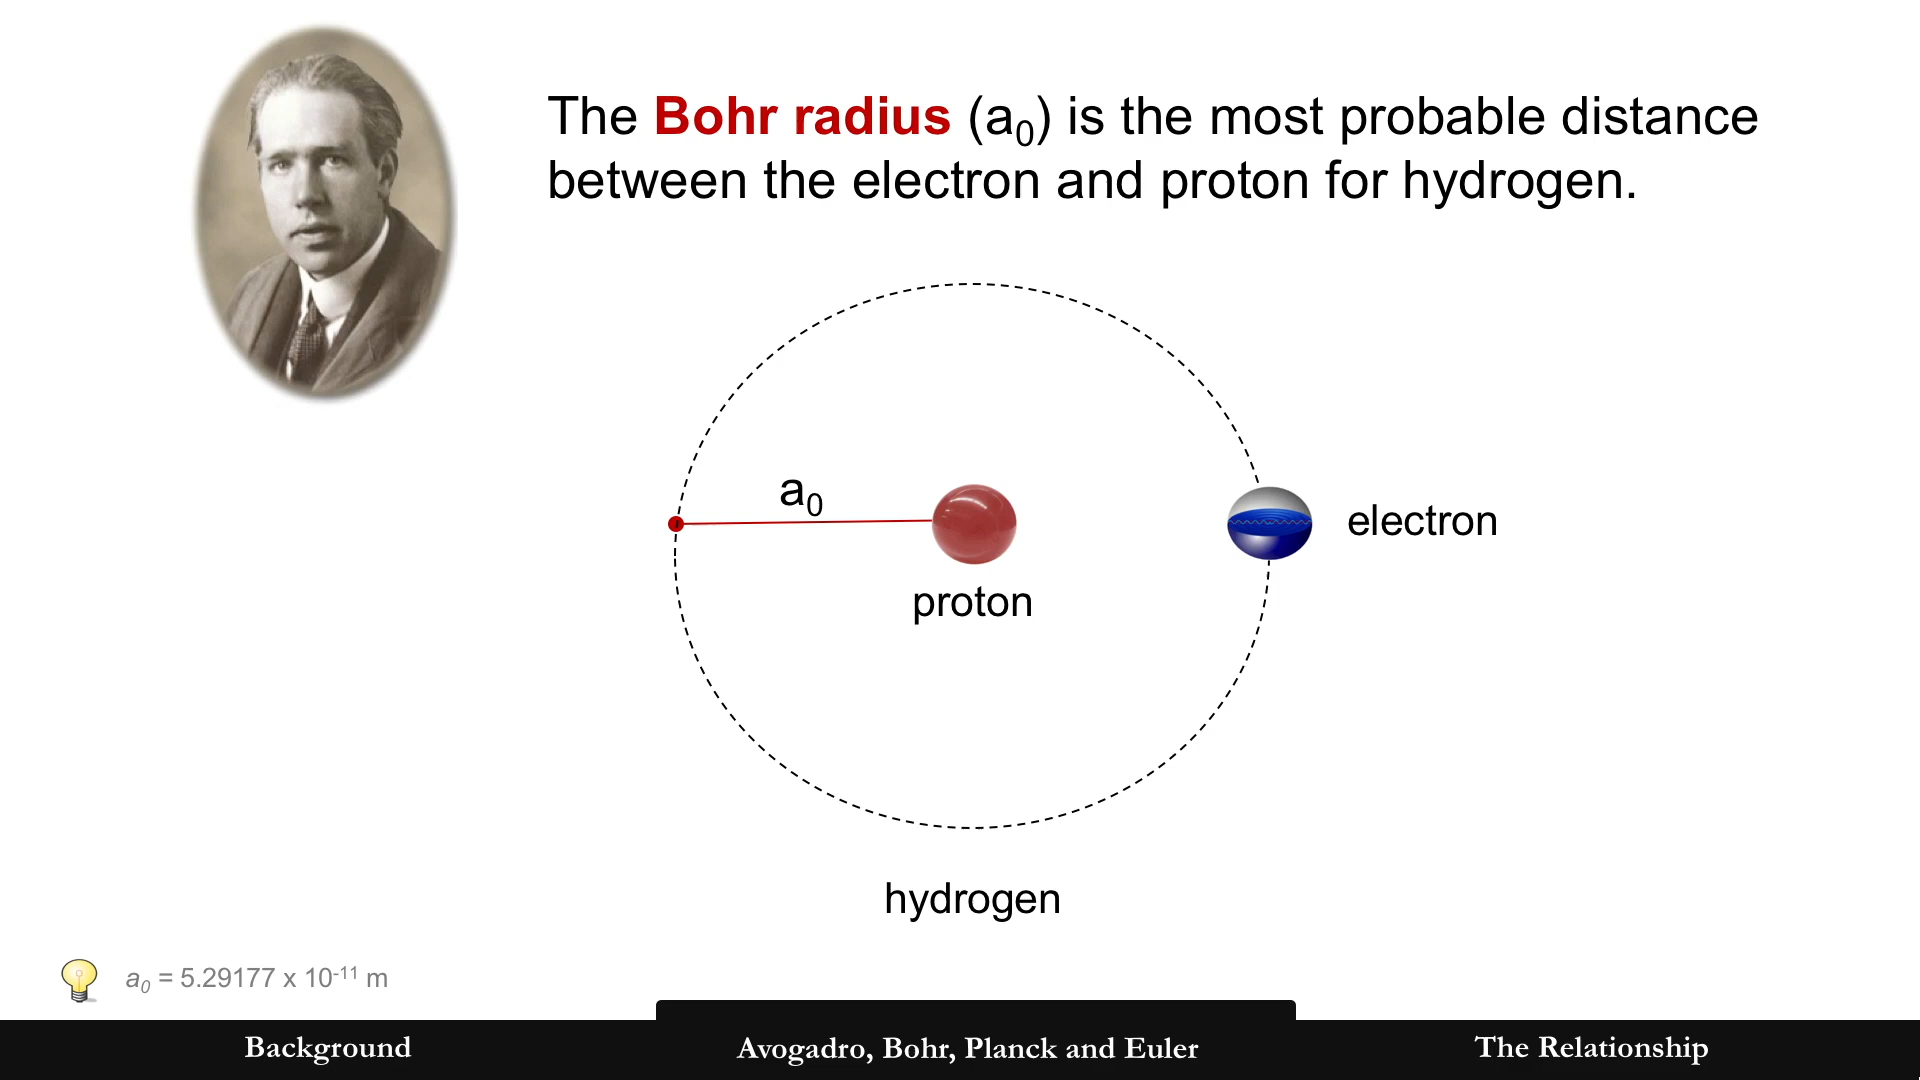 The Bohr radius (a₀) is the most probable distance
between the electron and proton for hydrogen.
a₀
electron
proton
hydrogen
a₀ = 5.29177 x 10⁻¹¹ m
Background
Avogadro, Bohr, Planck and Euler
The Relationship